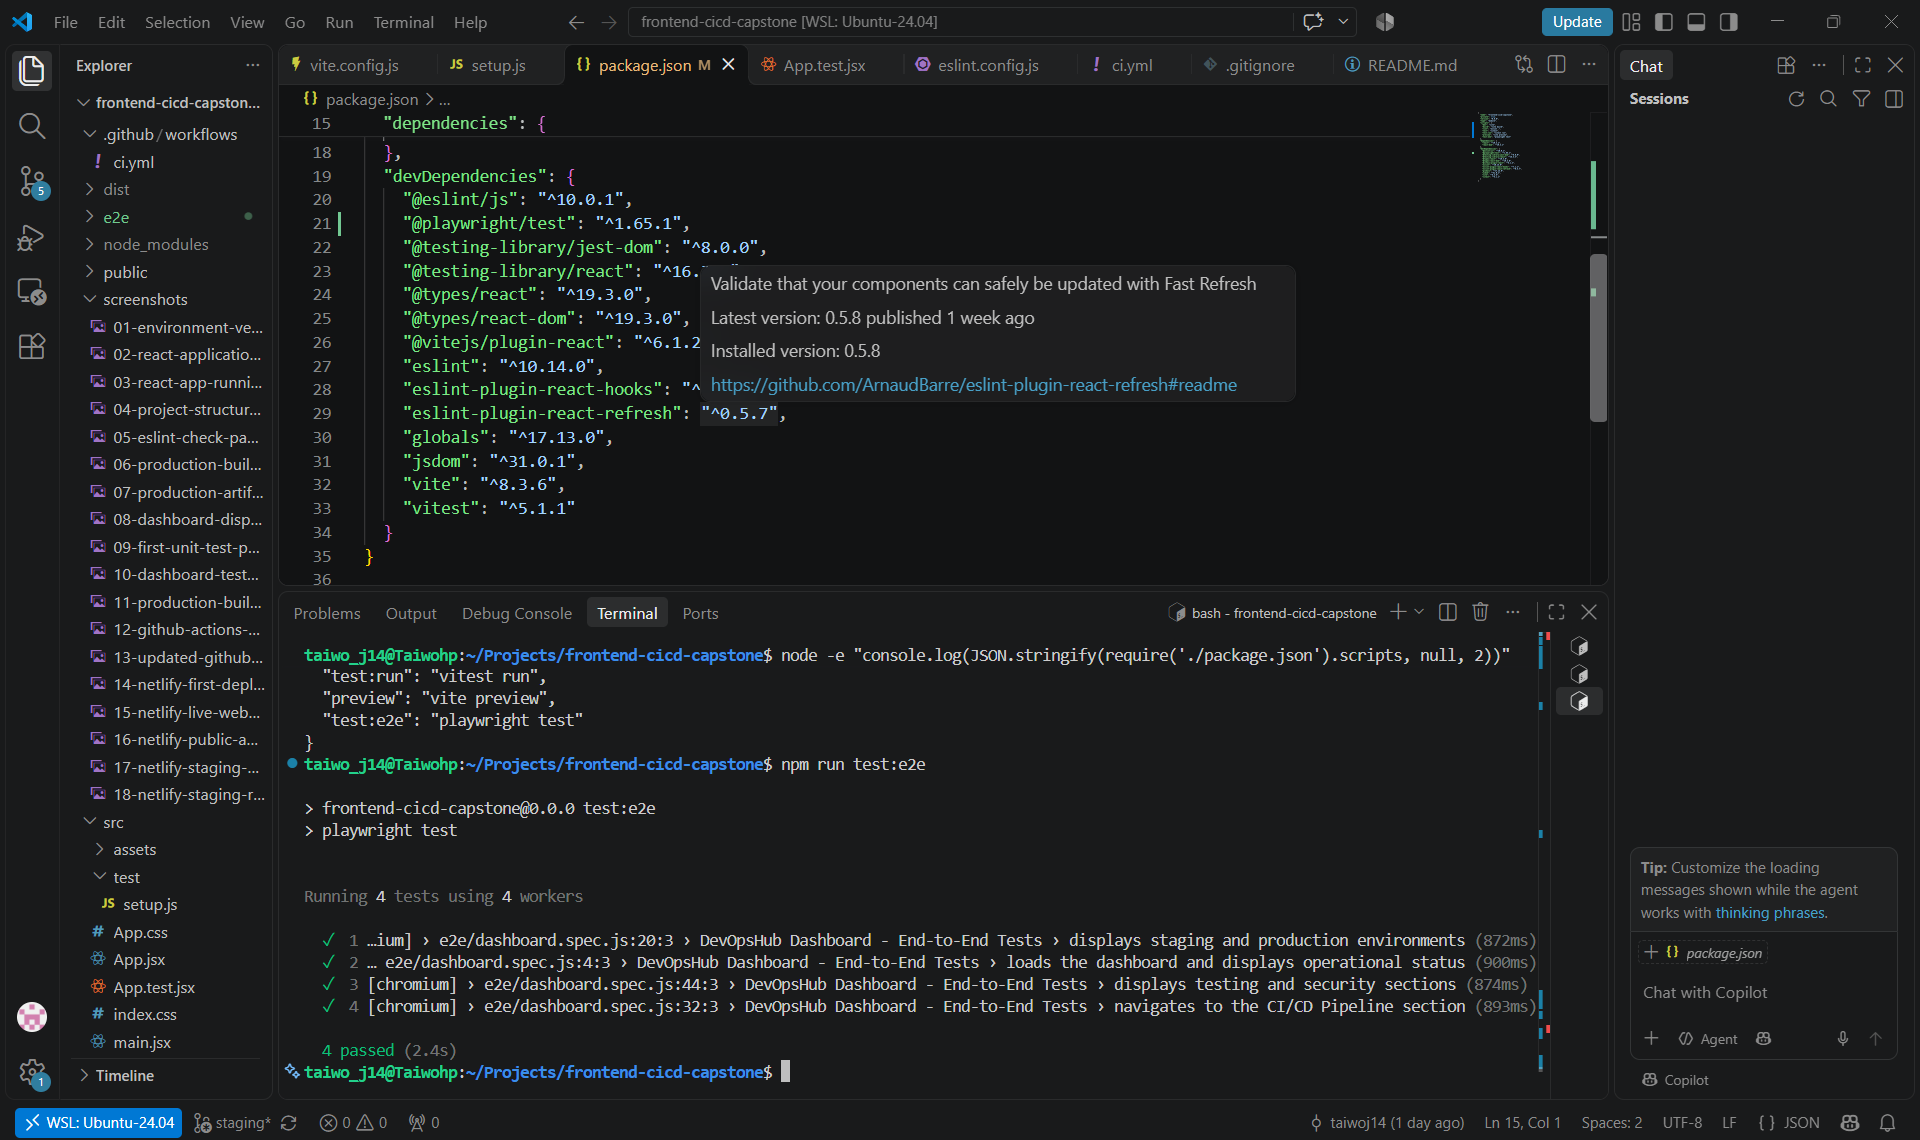 File Edit Selection View Go Run Terminal Help
frontend-cicd-capstone [WSL: Ubuntu-24.04]
Update
Explorer
frontend-cicd-capston...
.github/workflows
ci.yml
dist
e2e
node_modules
public
screenshots
01-environment-ve...
02-react-applicatio...
03-react-app-runni...
04-project-structur...
05-eslint-check-pa...
06-production-buil...
07-production-artif...
08-dashboard-disp...
09-first-unit-test-p...
10-dashboard-test...
11-production-buil...
12-github-actions-...
13-updated-github...
14-netlify-first-depl...
15-netlify-live-web...
16-netlify-public-a...
17-netlify-staging-...
18-netlify-staging-r...
src
assets
test
JS setup.js
App.css
App.jsx
App.test.jsx
index.css
main.jsx
Timeline
5
1
vite.config.js
JS setup.js
{} package.json M
App.test.jsx
eslint.config.js
! ci.yml
.gitignore
README.md
{} package.json > ...
15 "dependencies": {
18 },
19 "devDependencies": {
20 "@eslint/js": "^10.0.1",
21 "@playwright/test": "^1.65.1",
22 "@testing-library/jest-dom": "^8.0.0",
23 "@testing-library/react": "^16.
24 "@types/react": "^19.3.0",
25 "@types/react-dom": "^19.3.0",
26 "@vitejs/plugin-react": "^6.1.2
27 "eslint": "^10.14.0",
28 "eslint-plugin-react-hooks": "^
29 "eslint-plugin-react-refresh": "^0.5.7",
30 "globals": "^17.13.0",
31 "jsdom": "^31.0.1",
32 "vite": "^8.3.6",
33 "vitest": "^5.1.1"
34 }
35 }
36
Validate that your components can safely be updated with Fast Refresh
Latest version: 0.5.8 published 1 week ago
Installed version: 0.5.8
https://github.com/ArnaudBarre/eslint-plugin-react-refresh#readme
Problems Output Debug Console Terminal Ports
bash - frontend-cicd-capstone
taiwo_j14@Taiwohp:~/Projects/frontend-cicd-capstone$ node -e "console.log(JSON.stringify(require('./package.json').scripts, null, 2))"
"test:run": "vitest run",
"preview": "vite preview",
"test:e2e": "playwright test"
}
taiwo_j14@Taiwohp:~/Projects/frontend-cicd-capstone$ npm run test:e2e
> frontend-cicd-capstone@0.0.0 test:e2e
> playwright test
Running 4 tests using 4 workers
✓ 1 …ium] › e2e/dashboard.spec.js:20:3 › DevOpsHub Dashboard - End-to-End Tests › displays staging and production environments (872ms)
✓ 2 … e2e/dashboard.spec.js:4:3 › DevOpsHub Dashboard - End-to-End Tests › loads the dashboard and displays operational status (900ms)
✓ 3 [chromium] › e2e/dashboard.spec.js:44:3 › DevOpsHub Dashboard - End-to-End Tests › displays testing and security sections (874ms)
✓ 4 [chromium] › e2e/dashboard.spec.js:32:3 › DevOpsHub Dashboard - End-to-End Tests › navigates to the CI/CD Pipeline section (893ms)
4 passed (2.4s)
taiwo_j14@Taiwohp:~/Projects/frontend-cicd-capstone$
Chat
Sessions
Tip: Customize the loading
messages shown while the agent
works with thinking phrases.
{} package.json
Chat with Copilot
Agent
Copilot
WSL: Ubuntu-24.04 staging* 0 0 0
taiwoj14 (1 day ago) Ln 15, Col 1 Spaces: 2 UTF-8 LF {} JSON